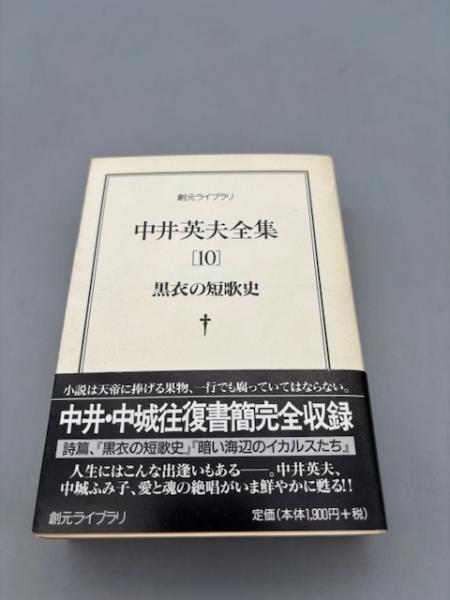 創元ライブラリ
中井英夫全集
[10]
黒衣の短歌史
†
小説は天帝に捧げる果物、一行でも腐っていてはならない。
中井・中城往復書簡完全収録
詩篇、『黒衣の短歌史』『暗い海辺のイカルスたち』
人生にはこんな出逢いもある――。中井英夫、
中城ふみ子、愛と魂の絶唱がいま鮮やかに甦る!!
創元ライブラリ
定価(本体1,900円+税)